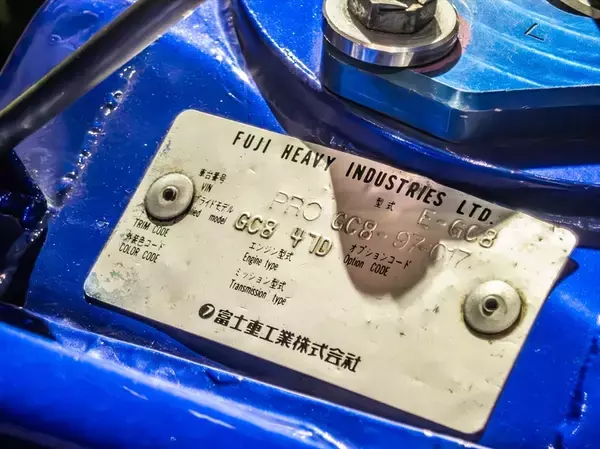 FUJI HEAVY INDUSTRIES LTD.
車台番号 型式 E-GC8
VIN PRO GC8-97-017
GC8 47D
TRIM CODE
外装色コード エンジン型式 オプションコード
COLOR CODE Engine type Option CODE
ミッション型式
Transmission type
富士重工業株式会社